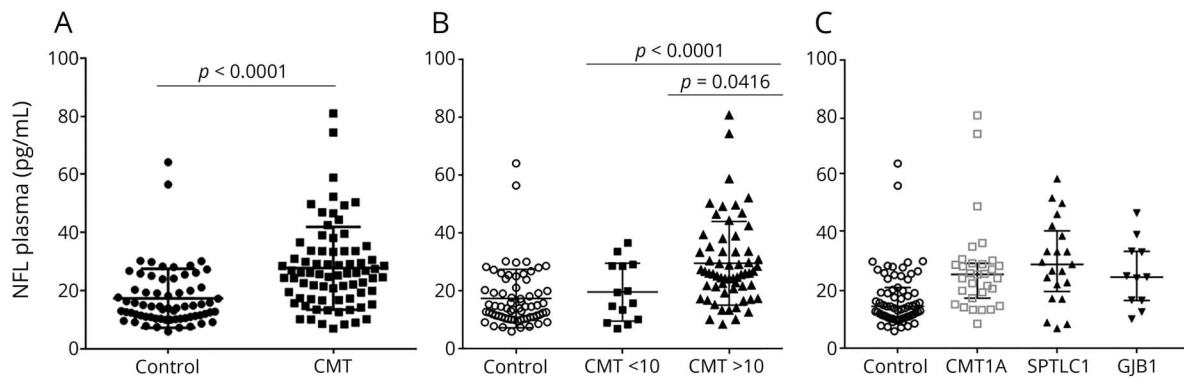 A
B
C
NFL plasma (pg/mL)
100
80
60
40
20
0
p < 0.0001
Control
CMT
100
80
60
40
20
0
p < 0.0001
p = 0.0416
Control
CMT <10
CMT >10
100
80
60
40
20
0
Control
CMT1A
SPTLC1
GJB1